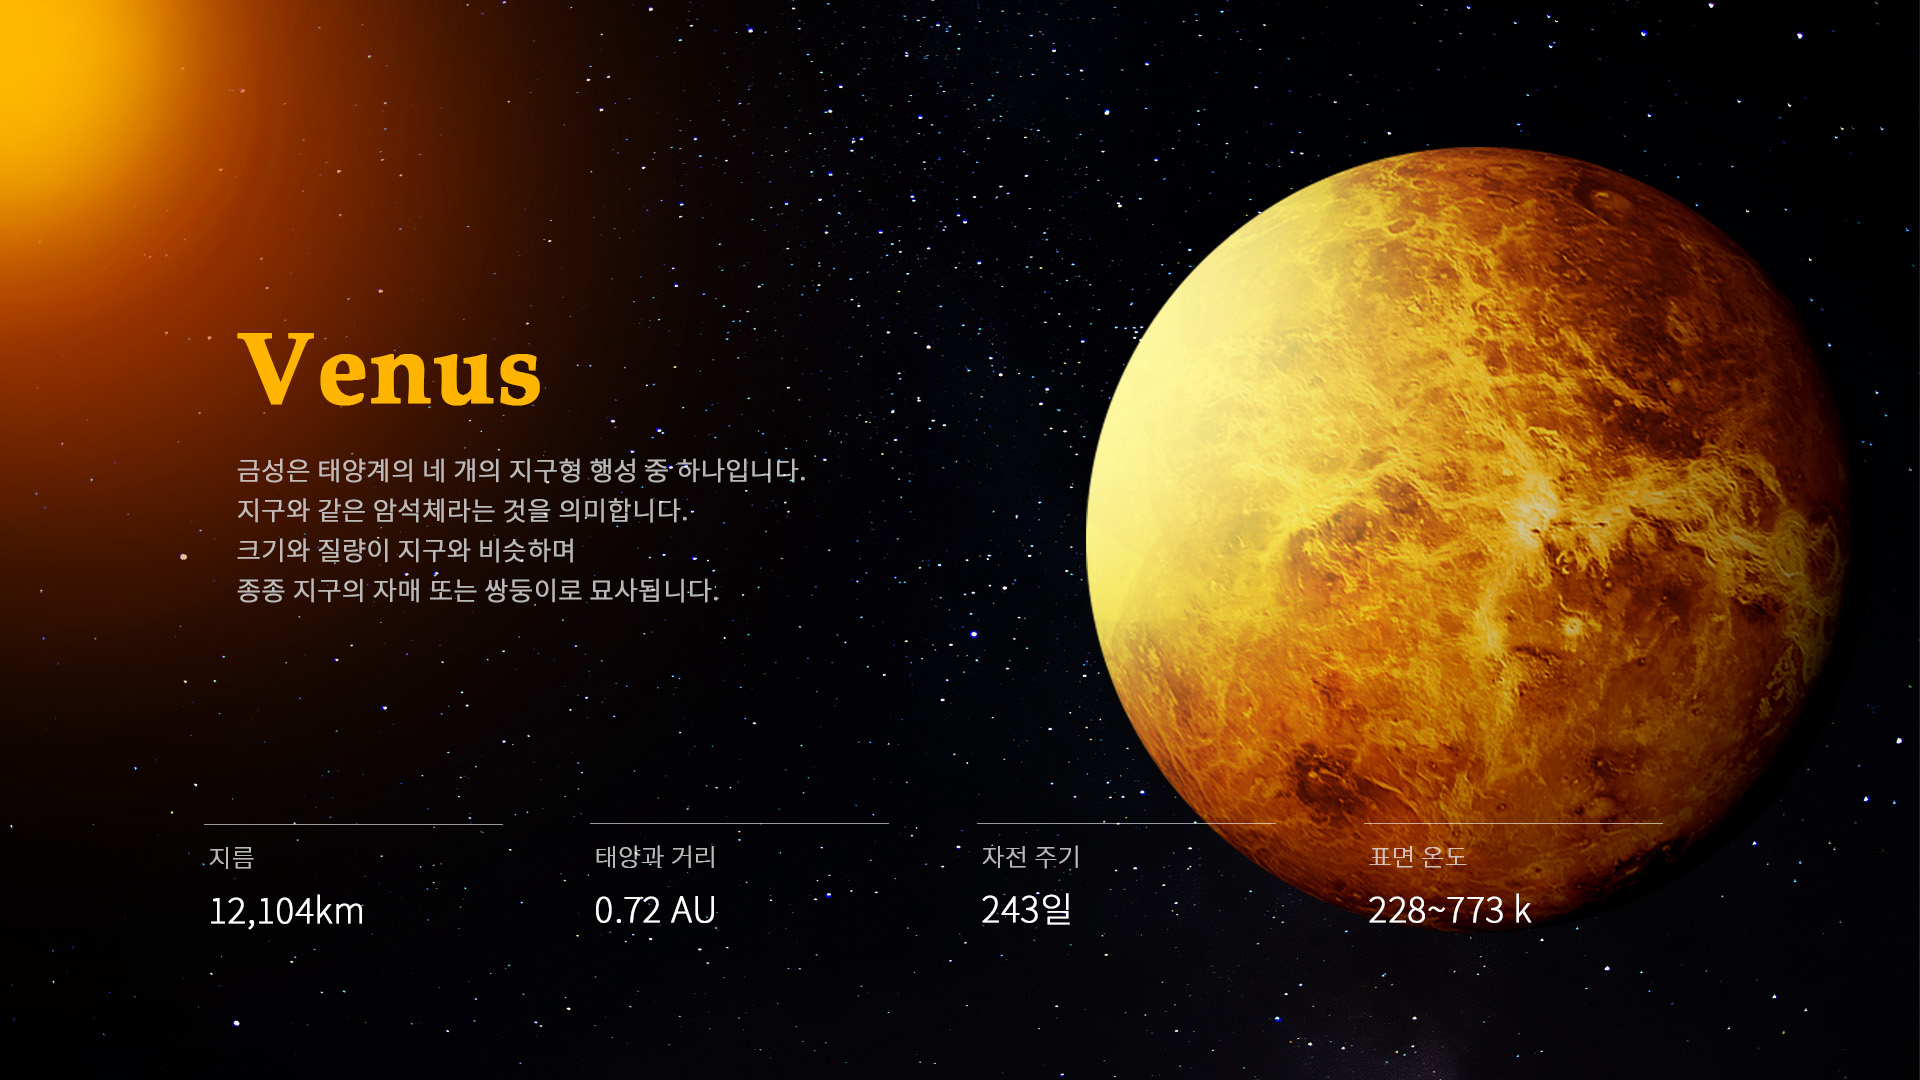 Venus
금성은 태양계의 네 개의 지구형 행성 중 하나입니다.
지구와 같은 암석체라는 것을 의미합니다.
크기와 질량이 지구와 비슷하며
종종 지구의 자매 또는 쌍둥이로 묘사됩니다.
지름
12,104km
태양과 거리
0.72 AU
자전 주기
243일
표면 온도
228~773 k